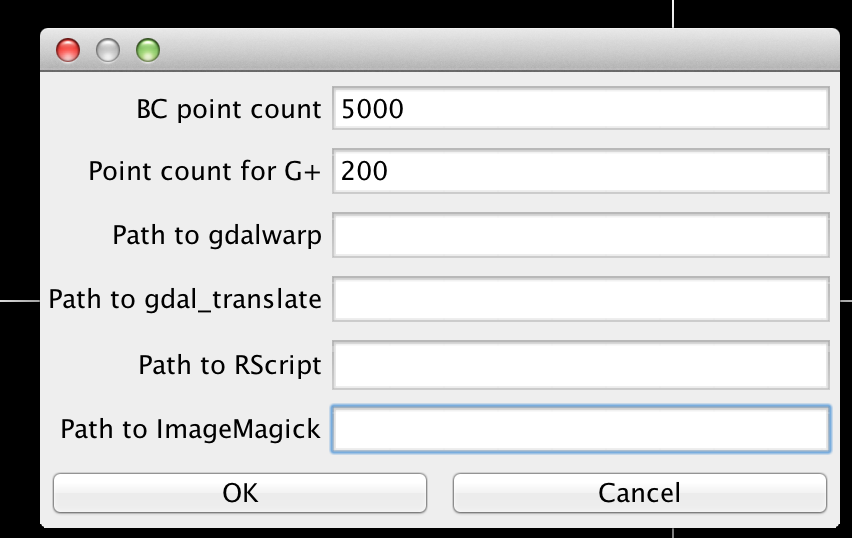 BC point count 5000
Point count for G+ 200
Path to gdalwarp
Path to gdal_translate
Path to RScript
Path to ImageMagick
OK Cancel